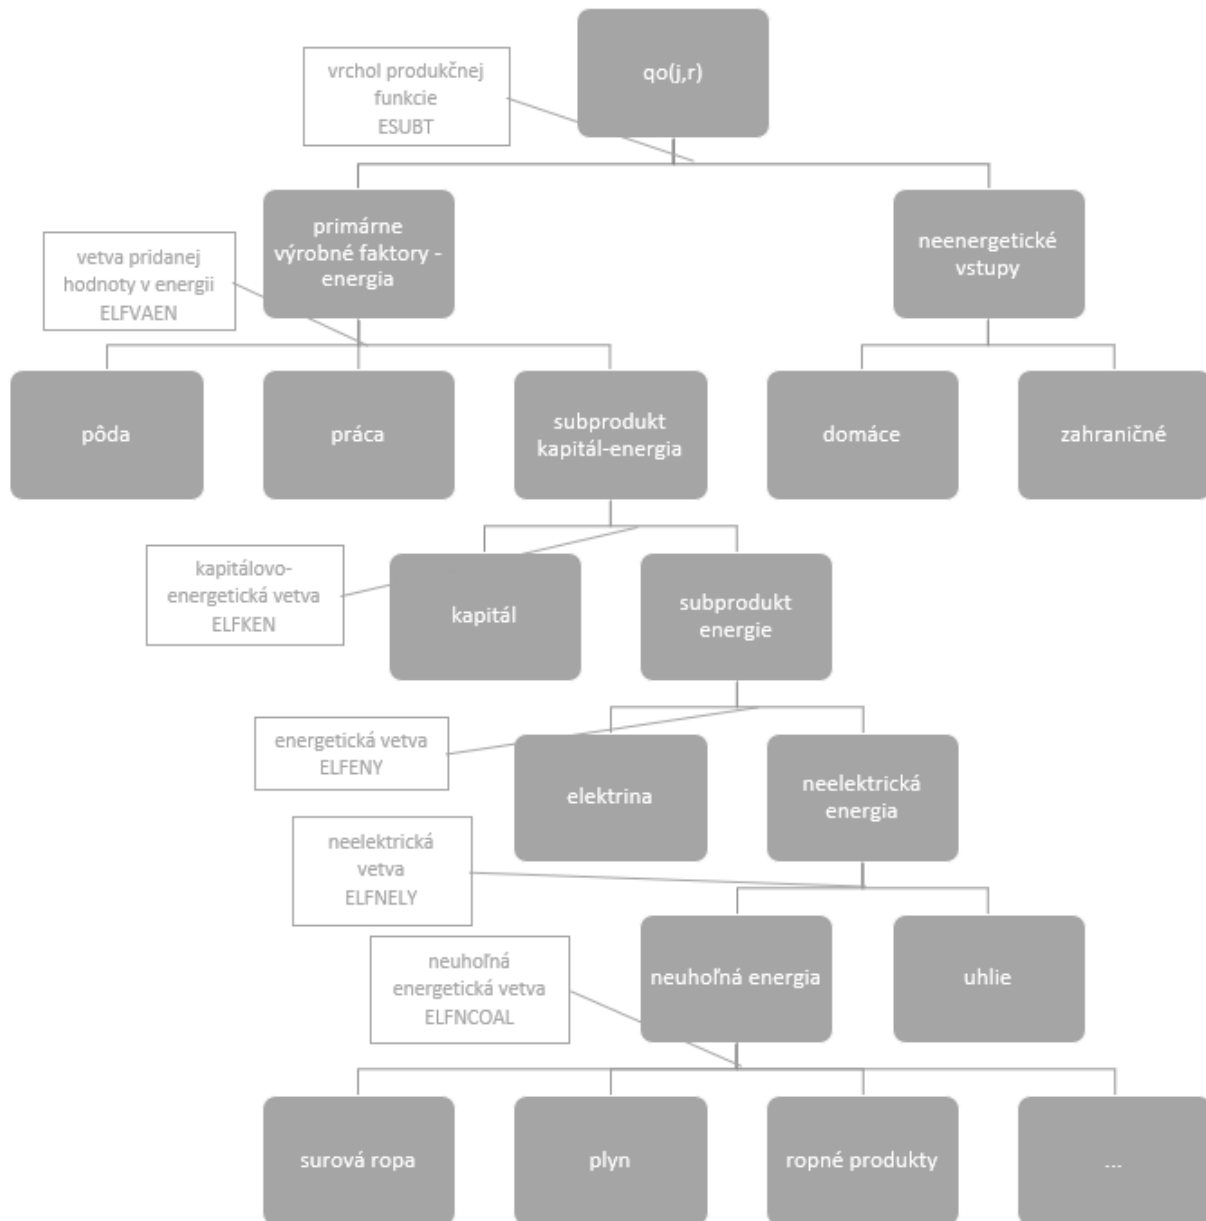 vrchol produkčnej
funkcie
ESUBT
qo(j,r)
primárne
výrobné faktory -
energia
neenergetické
vstupy
vetva pridanej
hodnoty v energii
ELFVAEN
pôda
práca
subprodukt
kapitál-energia
domáce
zahraničné
kapitálovo-
energetická vetva
ELFKEN
kapitál
subprodukt
energie
energetická vetva
ELFENY
elektrina
neelektrická
energia
neelektrická
vetva
ELFNELY
neuhoľná
energetická vetva
ELFNCOAL
neuhoľná energia
uhlie
surová ropa
plyn
ropné produkty
...